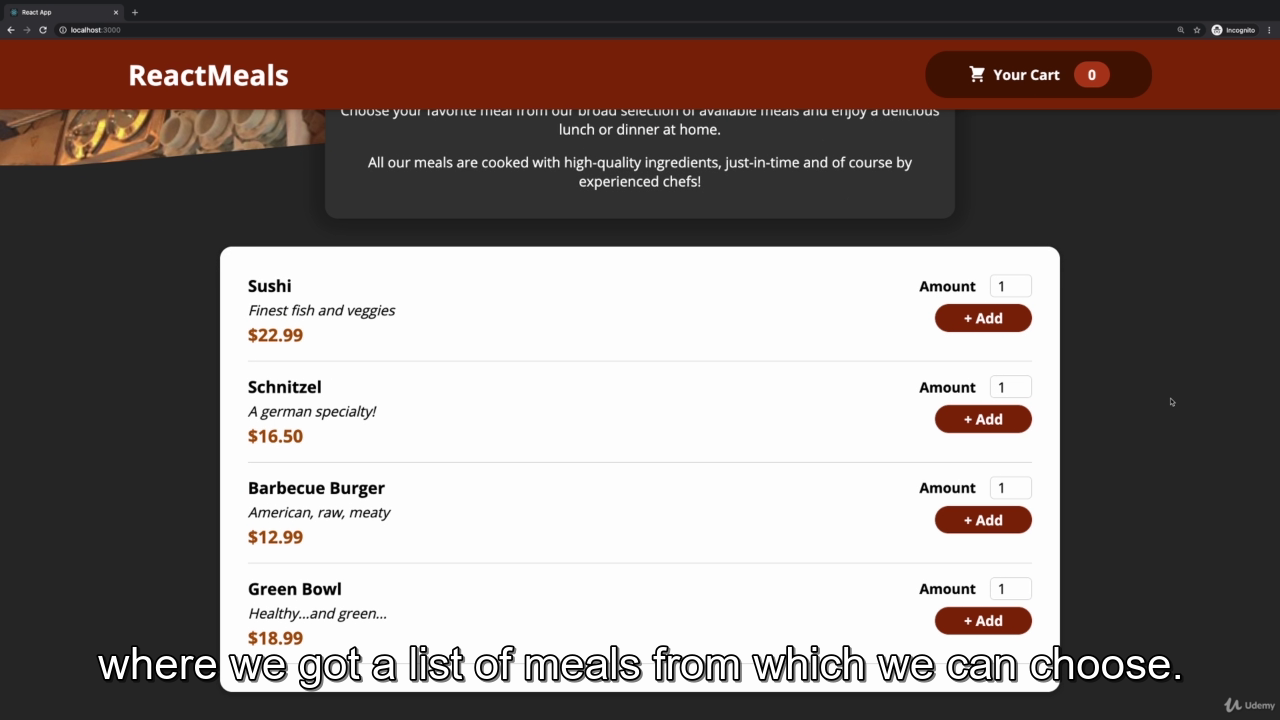 React App
localhost:3000
Incognito
ReactMeals
Your Cart 0
Choose your favorite meal from our broad selection of available meals and enjoy a delicious
lunch or dinner at home.
All our meals are cooked with high-quality ingredients, just-in-time and of course by
experienced chefs!
Sushi
Amount 1
Finest fish and veggies
+ Add
$22.99
Schnitzel
Amount 1
A german specialty!
+ Add
$16.50
Barbecue Burger
Amount 1
American, raw, meaty
+ Add
$12.99
Green Bowl
Amount 1
Healthy...and green...
+ Add
$18.99
where we got a list of meals from which we can choose.
Udemy